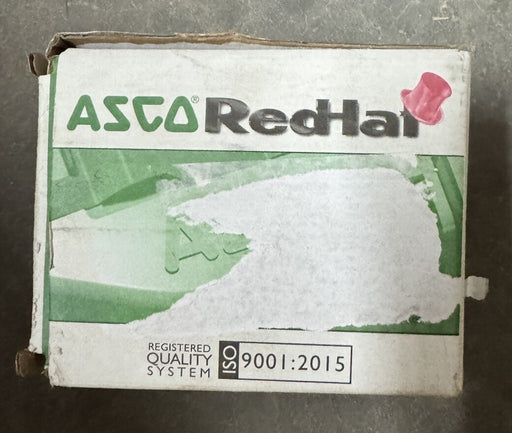 ASCO® RedHat
REGISTERED
QUALITY
SYSTEM
ISO 9001:2015